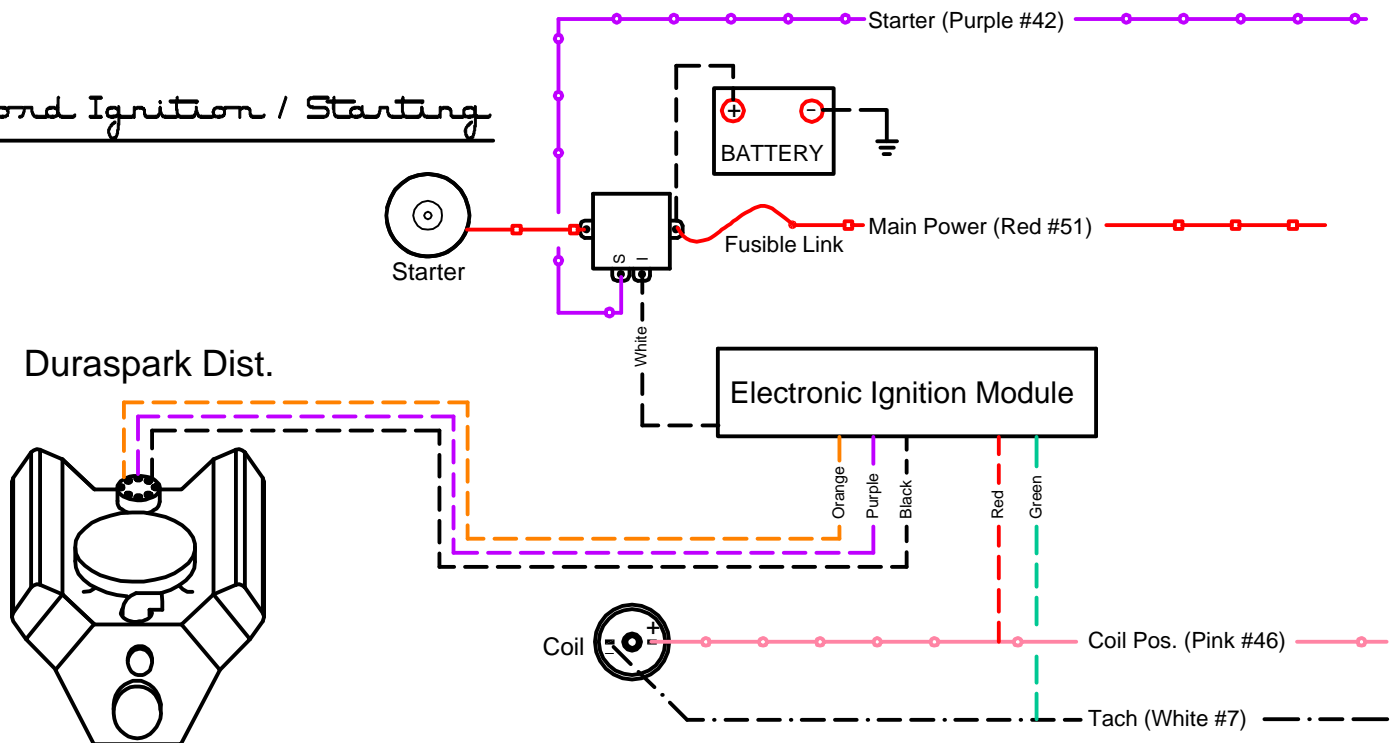 Starter (Purple #42)
ord Ignition / Starting
+ -
BATTERY
Main Power (Red #51)
Fusible Link
Starter
S I
White
Duraspark Dist.
Electronic Ignition Module
Orange
Purple
Black
Red
Green
Coil
+
-
Coil Pos. (Pink #46)
Tach (White #7)